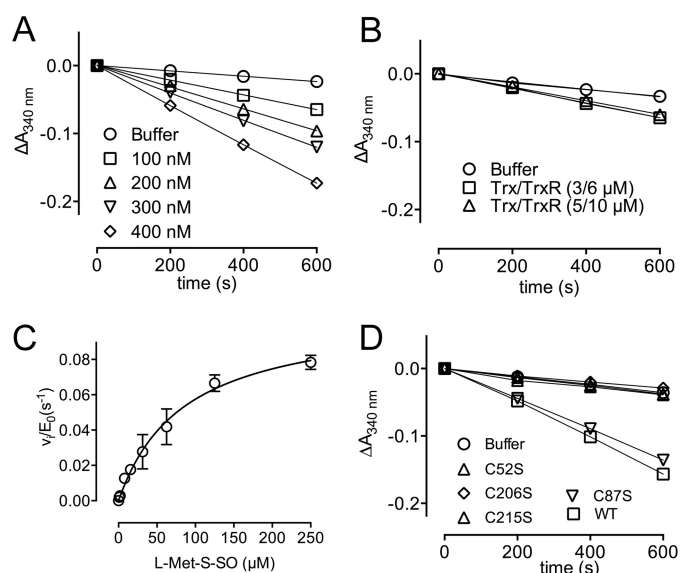 A
ΔA340 nm
0.0
-0.1
-0.2
Buffer
100 nM
200 nM
300 nM
400 nM
0 200 400 600
time (s)
B
ΔA340 nm
0.0
-0.1
-0.2
Buffer
Trx/TrxR (3/6 µM)
Trx/TrxR (5/10 µM)
0 200 400 600
time (s)
C
vi/E0(s-1)
0.08
0.06
0.04
0.02
0.00
0 50 100 150 200 250
L-Met-S-SO (µM)
D
ΔA340 nm
0.0
-0.1
-0.2
Buffer
C52S
C206S
C215S
C87S
WT
0 200 400 600
time (s)